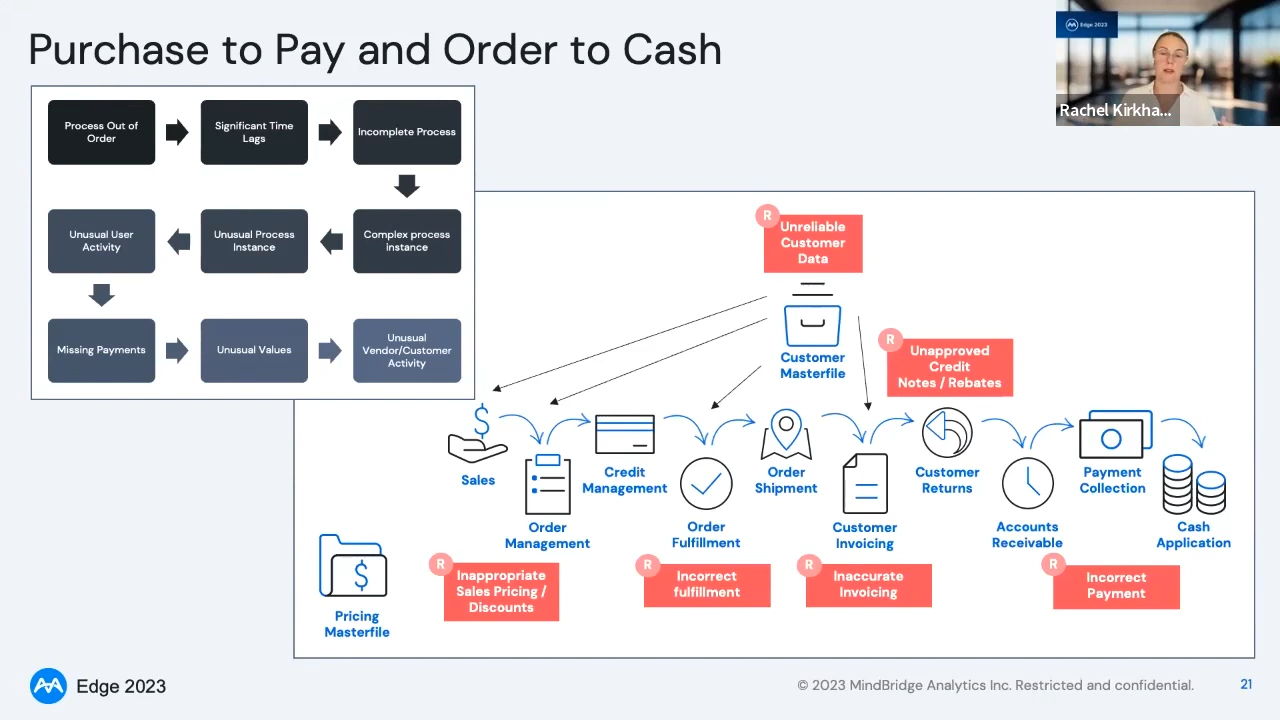 Purchase to Pay and Order to Cash
Edge 2023
Rachel Kirkha...
Process Out of
Order
Significant Time
Lags
Incomplete Process
Unusual User
Activity
Unusual Process
Instance
Complex process
instance
Missing Payments
Unusual Values
Unusual
Vendor/Customer
Activity
R
Unreliable
Customer
Data
Customer
Masterfile
R
Unapproved
Credit
Notes / Rebates
$
Sales
Order
Management
Credit
Management
Order
Fulfillment
Order
Shipment
Customer
Invoicing
Customer
Returns
Accounts
Receivable
Payment
Collection
Cash
Application
$
Pricing
Masterfile
R
Inappropriate
Sales Pricing /
Discounts
R
Incorrect
fulfillment
R
Inaccurate
Invoicing
R
Incorrect
Payment
Edge 2023
© 2023 MindBridge Analytics Inc. Restricted and confidential.
21